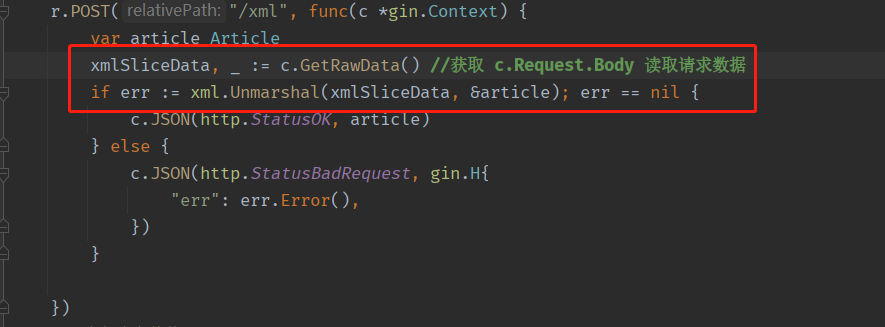 r.POST( relativePath: "/xml", func(c *gin.Context) {
var article Article
xmlSliceData, _ := c.GetRawData() //获取 c.Request.Body 读取请求数据
if err := xml.Unmarshal(xmlSliceData, &article); err == nil {
c.JSON(http.StatusOK, article)
} else {
c.JSON(http.StatusBadRequest, gin.H{
"err": err.Error(),
})
}
})